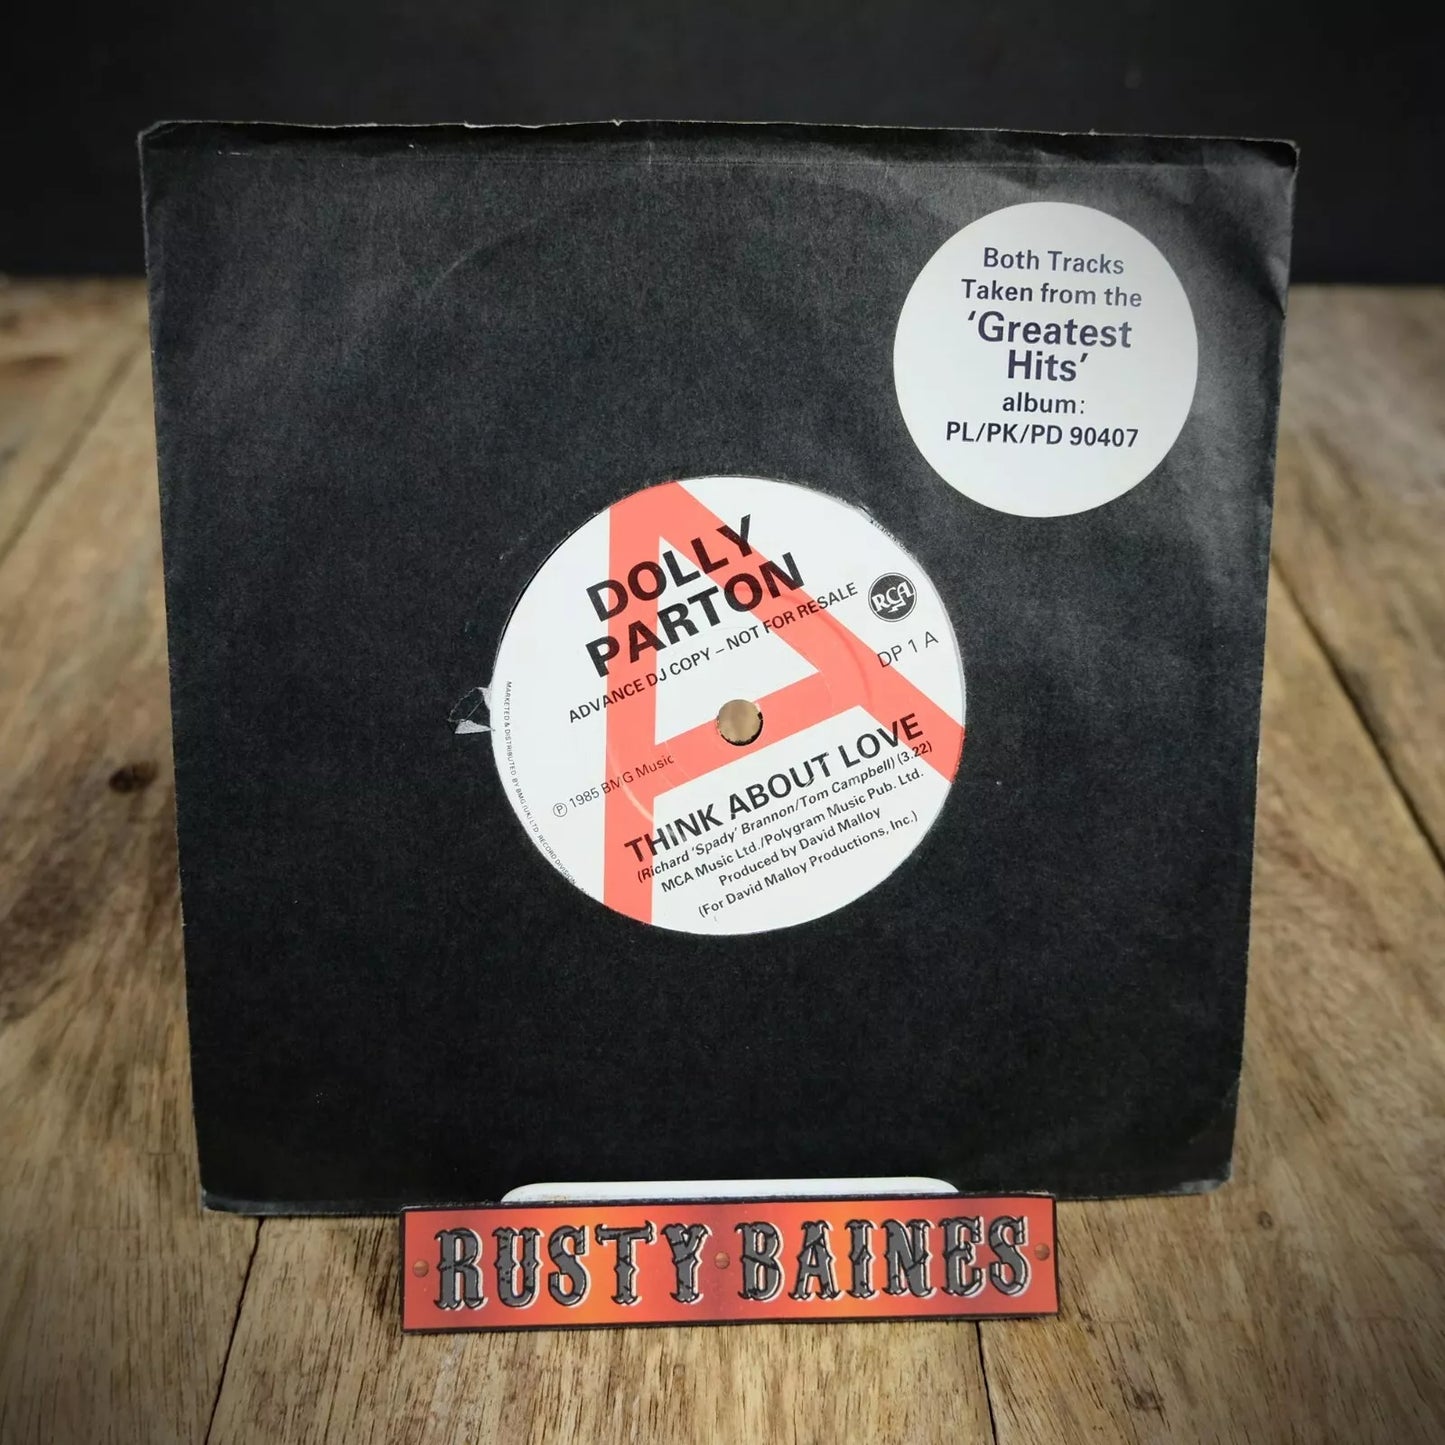 Both Tracks
Taken from the
‘Greatest
Hits’
album:
PL/PK/PD 90407
DOLLY
PARTON
ADVANCE DJ COPY – NOT FOR RESALE
RCA
DP 1 A
℗ 1985 BMG Music
THINK ABOUT LOVE
(Richard ‘Spady’ Brannon/Tom Campbell) (3.22)
MCA Music Ltd./Polygram Music Pub. Ltd.
Produced by David Malloy
(For David Malloy Productions, Inc.)
MARKETED & DISTRIBUTED BY BMG (UK) LTD. RECORD DIVISION
RUSTY BAINES